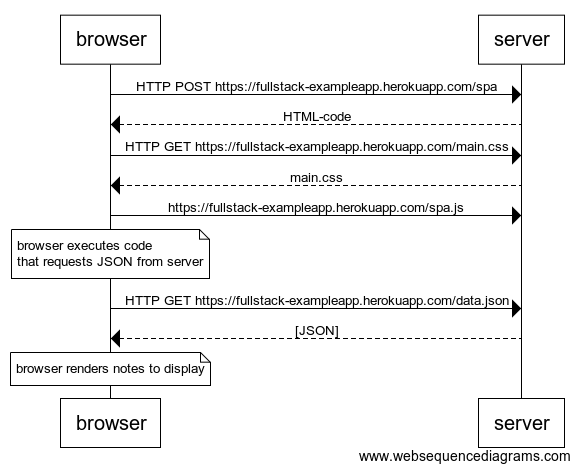 browser
server
HTTP POST https://fullstack-exampleapp.herokuapp.com/spa
HTML-code
HTTP GET https://fullstack-exampleapp.herokuapp.com/main.css
main.css
https://fullstack-exampleapp.herokuapp.com/spa.js
browser executes code
that requests JSON from server
HTTP GET https://fullstack-exampleapp.herokuapp.com/data.json
[JSON]
browser renders notes to display
browser
server
www.websequencediagrams.com